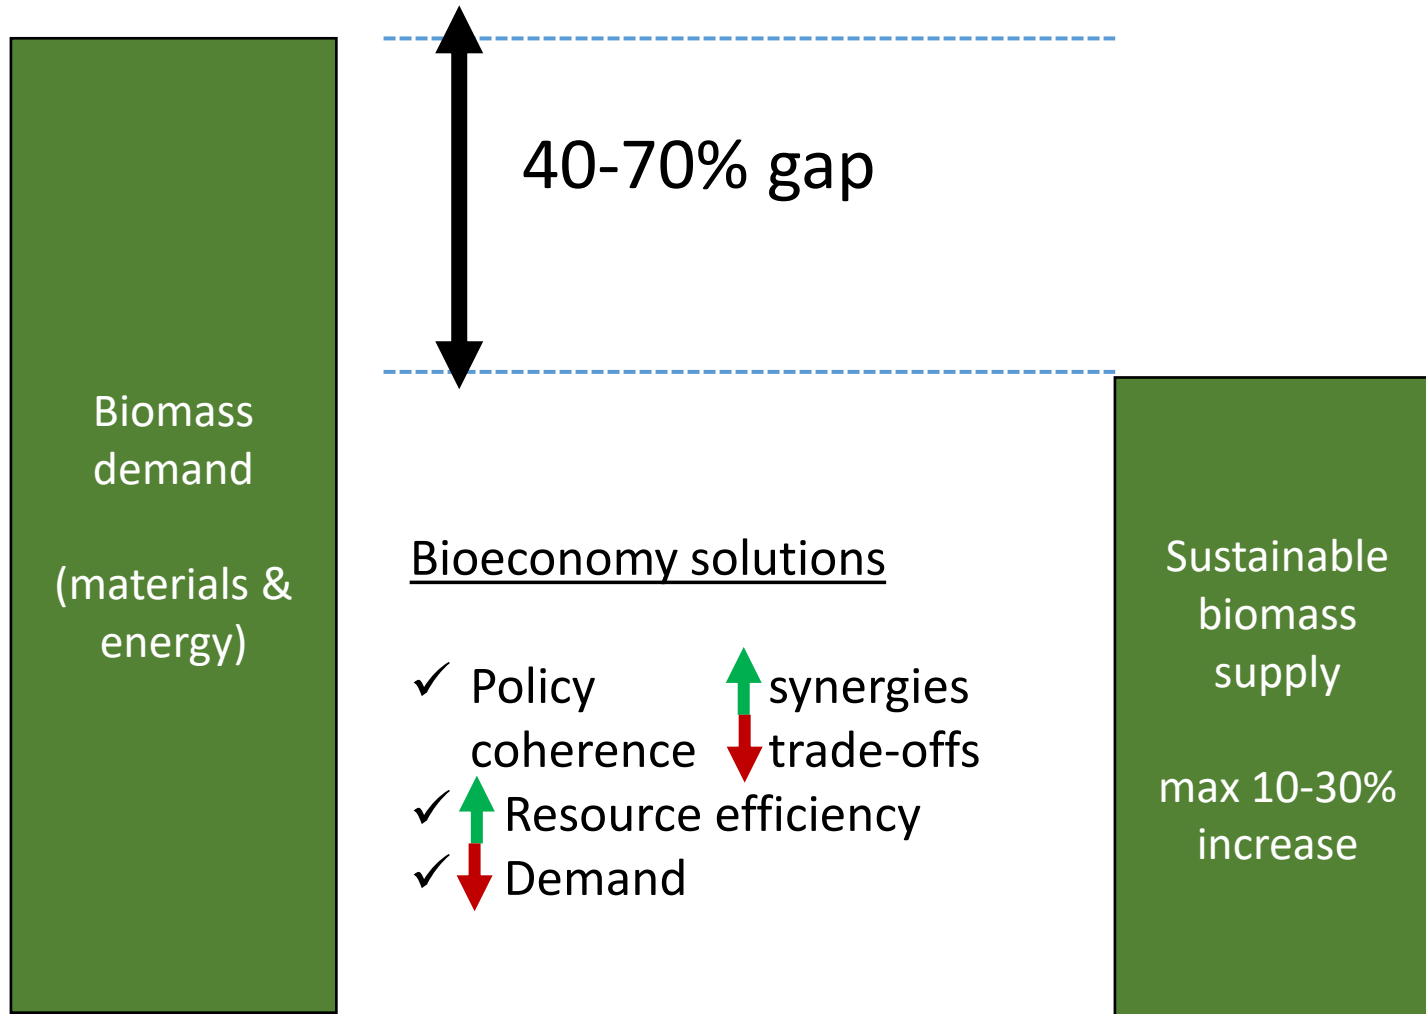 40-70% gap
Biomass
demand
(materials &
energy)
Bioeconomy solutions
✓ Policy synergies
coherence trade-offs
✓ Resource efficiency
✓ Demand
Sustainable
biomass
supply
max 10-30%
increase